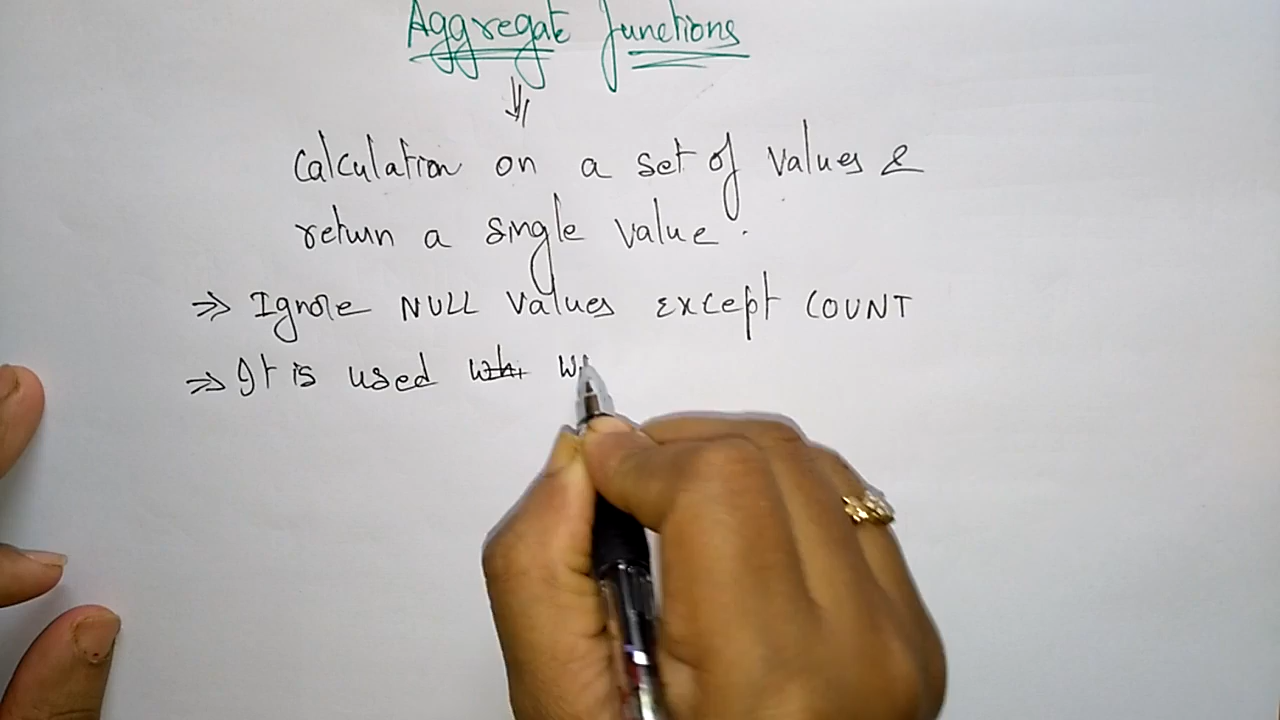 Aggregate functions
Calculation on a set of values &
return a single value.
⇒ Ignore NULL values except COUNT
⇒ It is used